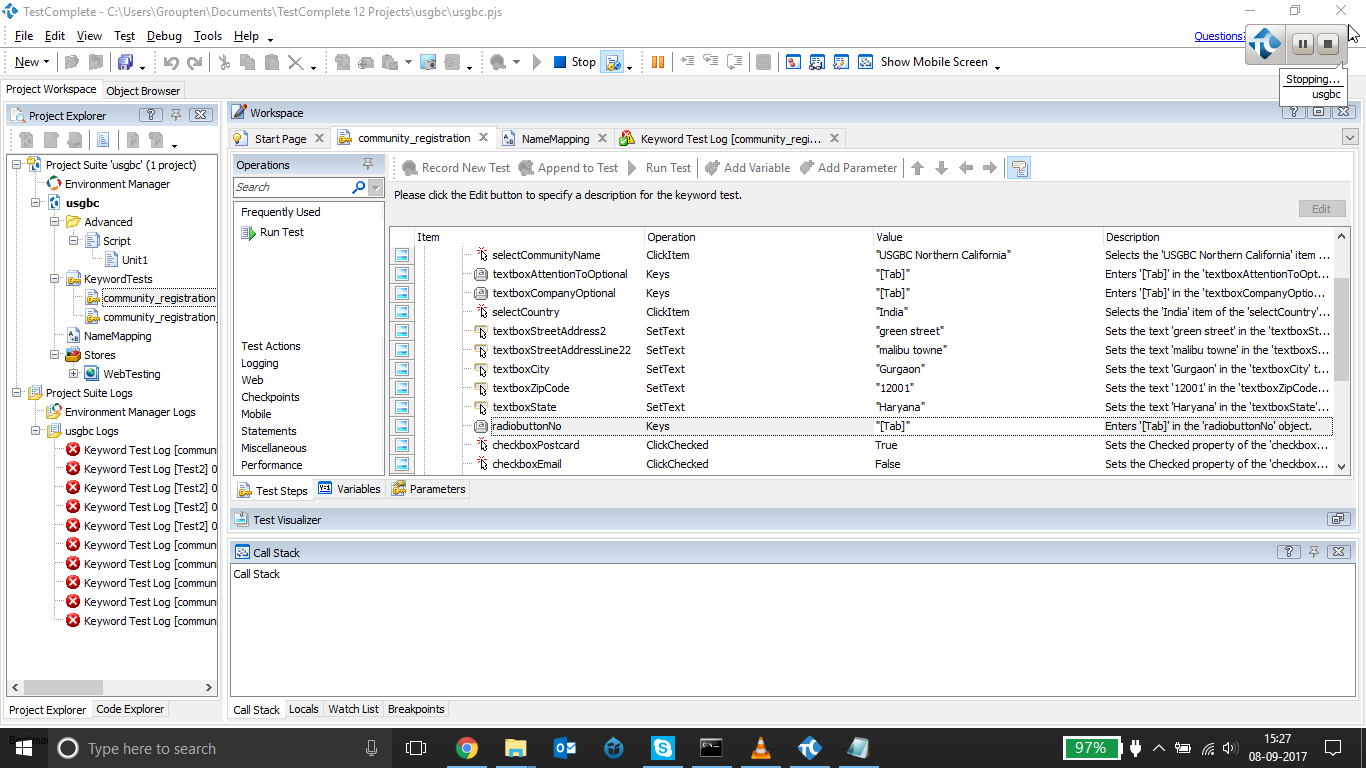 TestComplete - C:\Users\Groupten\Documents\TestComplete 12 Projects\usgbc\usgbc.pjs
File Edit View Test Debug Tools Help
Questions?
New
Stop
Show Mobile Screen
Stopping...
usgbc
Project Workspace Object Browser
Project Explorer
Project Suite 'usgbc' (1 project)
Environment Manager
usgbc
Advanced
Script
Unit1
KeywordTests
community_registration
community_registration_
NameMapping
Stores
WebTesting
Project Suite Logs
Environment Manager Logs
usgbc Logs
Keyword Test Log [commun
Keyword Test Log [Test2] 0
Keyword Test Log [Test2] 0
Keyword Test Log [Test2] 0
Keyword Test Log [Test2] 0
Keyword Test Log [commun
Keyword Test Log [commun
Keyword Test Log [commun
Keyword Test Log [commun
Keyword Test Log [commun
Project Explorer Code Explorer
Workspace
Start Page community_registration NameMapping Keyword Test Log [community_regi...
Operations
Search
Frequently Used
Run Test
Test Actions
Logging
Web
Checkpoints
Mobile
Statements
Miscellaneous
Performance
Record New Test Append to Test Run Test Add Variable Add Parameter
Please click the Edit button to specify a description for the keyword test.
Edit
Item Operation Value Description
selectCommunityName ClickItem "USGBC Northern California" Selects the 'USGBC Northern California' item ...
textboxAttentionToOptional Keys "[Tab]" Enters '[Tab]' in the 'textboxAttentionToOpt...
textboxCompanyOptional Keys "[Tab]" Enters '[Tab]' in the 'textboxCompanyOptio...
selectCountry ClickItem "India" Selects the 'India' item of the 'selectCountry'...
textboxStreetAddress2 SetText "green street" Sets the text 'green street' in the 'textboxSt...
textboxStreetAddressLine22 SetText "malibu towne" Sets the text 'malibu towne' in the 'textboxS...
textboxCity SetText "Gurgaon" Sets the text 'Gurgaon' in the 'textboxCity' t...
textboxZipCode SetText "12001" Sets the text '12001' in the 'textboxZipCode...
textboxState SetText "Haryana" Sets the text 'Haryana' in the 'textboxState'...
radiobuttonNo Keys "[Tab]" Enters '[Tab]' in the 'radiobuttonNo' object.
checkboxPostcard ClickChecked True Sets the Checked property of the 'checkbox...
checkboxEmail ClickChecked False Sets the Checked property of the 'checkbox...
Test Steps Variables Parameters
Test Visualizer
Call Stack
Call Stack
Call Stack Locals Watch List Breakpoints
Type here to search
97%
15:27
08-09-2017